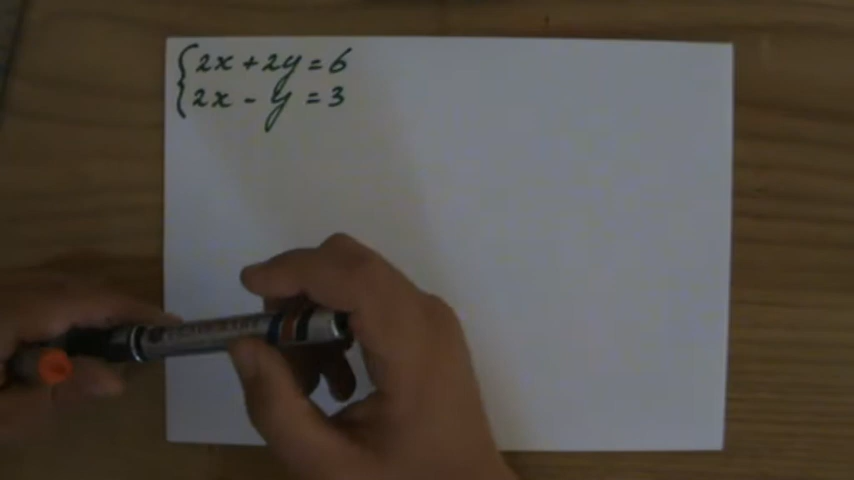 2x + 2y = 6
2x - y = 3